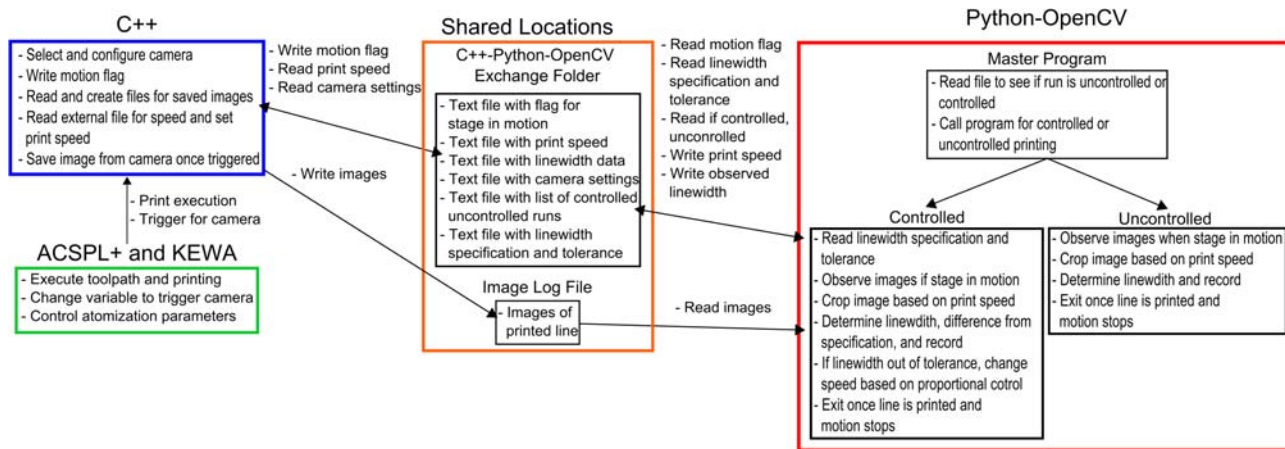 C++
- Select and configure camera
- Write motion flag
- Read and create files for saved images
- Read external file for speed and set
print speed
- Save image from camera once triggered
- Print execution
- Trigger for camera
ACSPL+ and KEWA
- Execute toolpath and printing
- Change variable to trigger camera
- Control atomization parameters
- Write motion flag
- Read print speed
- Read camera settings
- Write images
Shared Locations
C++-Python-OpenCV
Exchange Folder
- Text file with flag for
stage in motion
- Text file with print speed
- Text file with linewidth data
- Text file with camera settings
- Text file with list of controlled
uncontrolled runs
- Text file with linewidth
specification and tolerance
Image Log File
- Images of
printed line
- Read motion flag
- Read linewidth
specification and
tolerance
- Read if controlled,
unconrolled
- Write print speed
- Write observed
linewidth
- Read images
Python-OpenCV
Master Program
- Read file to see if run is uncontrolled or
controlled
- Call program for controlled or
uncontrolled printing
Controlled
- Read linewidth specification and
tolerance
- Observe images if stage in motion
- Crop image based on print speed
- Determine linewdith, difference from
specification, and record
- If linewidth out of tolerance, change
speed based on proportional cotrol
- Exit once line is printed and
motion stops
Uncontrolled
- Observe images when stage in motion
- Crop image based on print speed
- Determine linewdith and record
- Exit once line is printed and
motion stops